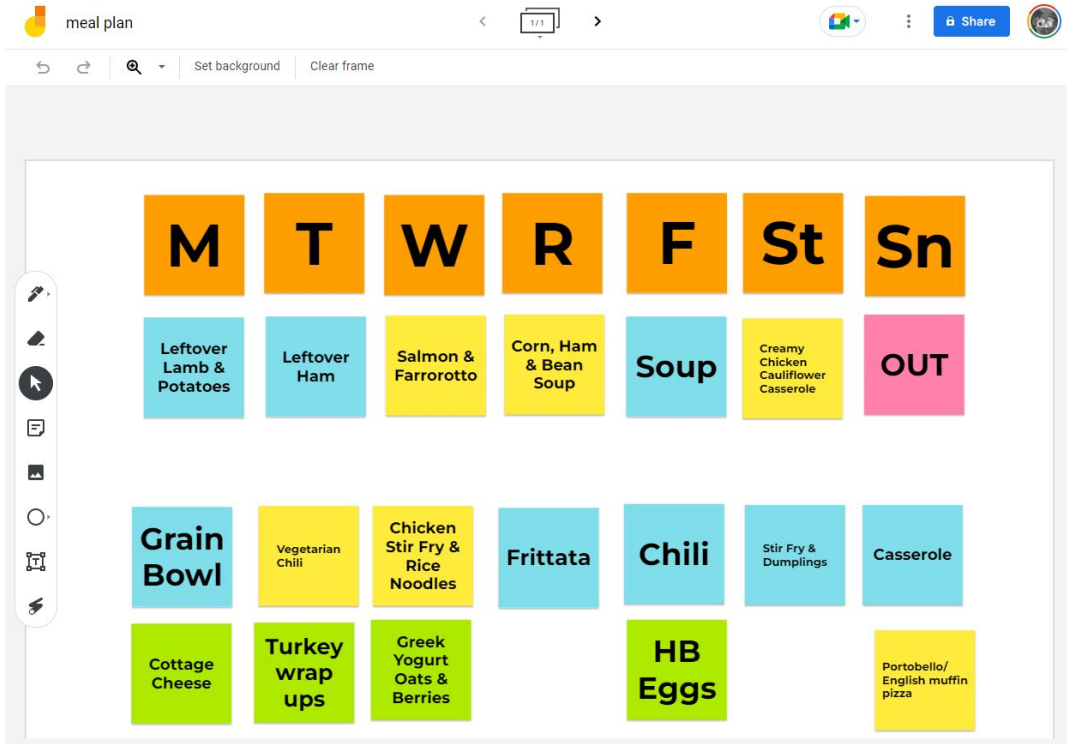 meal plan
1/1
Share
Set background
Clear frame
M
T
W
R
F
St
Sn
Leftover
Lamb &
Potatoes
Leftover
Ham
Salmon &
Farrorotto
Corn, Ham
& Bean
Soup
Soup
Creamy
Chicken
Cauliflower
Casserole
OUT
Grain
Bowl
Vegetarian
Chili
Chicken
Stir Fry &
Rice
Noodles
Frittata
Chili
Stir Fry &
Dumplings
Casserole
Cottage
Cheese
Turkey
wrap
ups
Greek
Yogurt
Oats &
Berries
HB
Eggs
Portobello/
English muffin
pizza